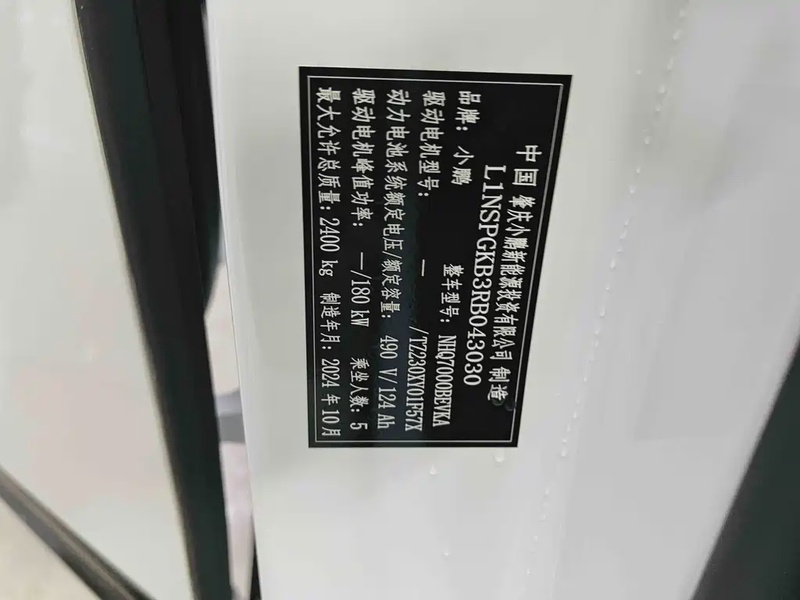 中国 肇庆小鹏新能源投资有限公司 制造
L1NSPGKB3RB043030
品牌：小鹏 整车型号：NHQ7000BEVKA
驱动电机型号：—/TZ230XY01F57X
动力电池系统额定电压/额定容量：490 V/124 Ah
驱动电机峰值功率：—/180 kW 乘坐人数：5
最大允许总质量：2400 kg 制造年月：2024年10月